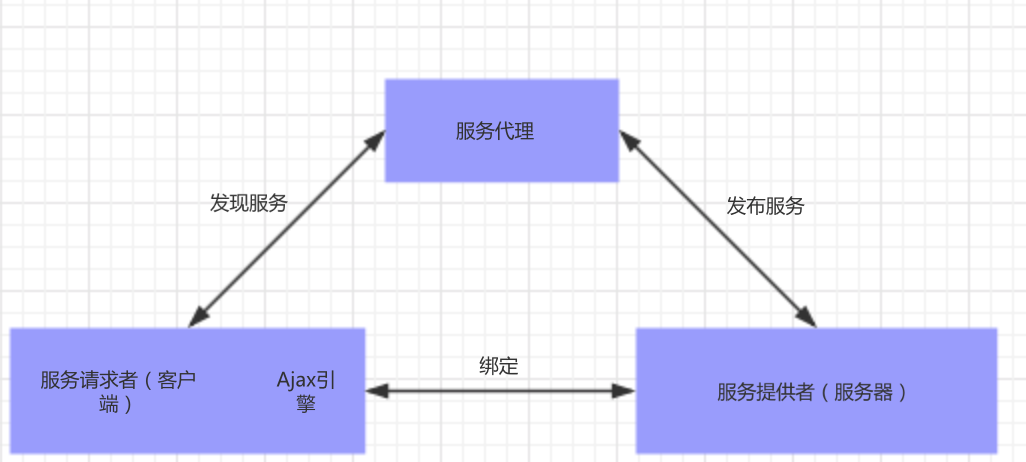 服务代理
发现服务
发布服务
绑定
服务请求者（客户
端）
Ajax引
擎
服务提供者（服务器）